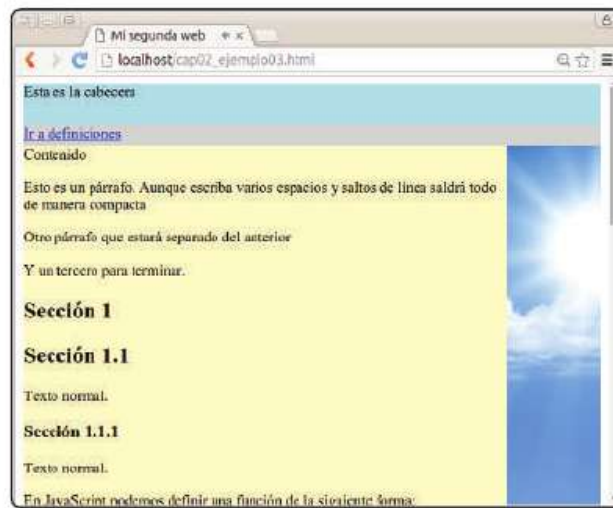 Mi segunda web
localhost/cap02_ejemplo03.html
Esta es la cabecera
Ir a definiciones
Contenido
Esto es un párrafo. Aunque escriba varios espacios y saltos de línea saldrá todo
de manera compacta
Otro párrafo que estará separado del anterior
Y un tercero para terminar.
Sección 1
Sección 1.1
Texto normal.
Sección 1.1.1
Texto normal.
En JavaScript podemos definir una función de la siguiente forma: